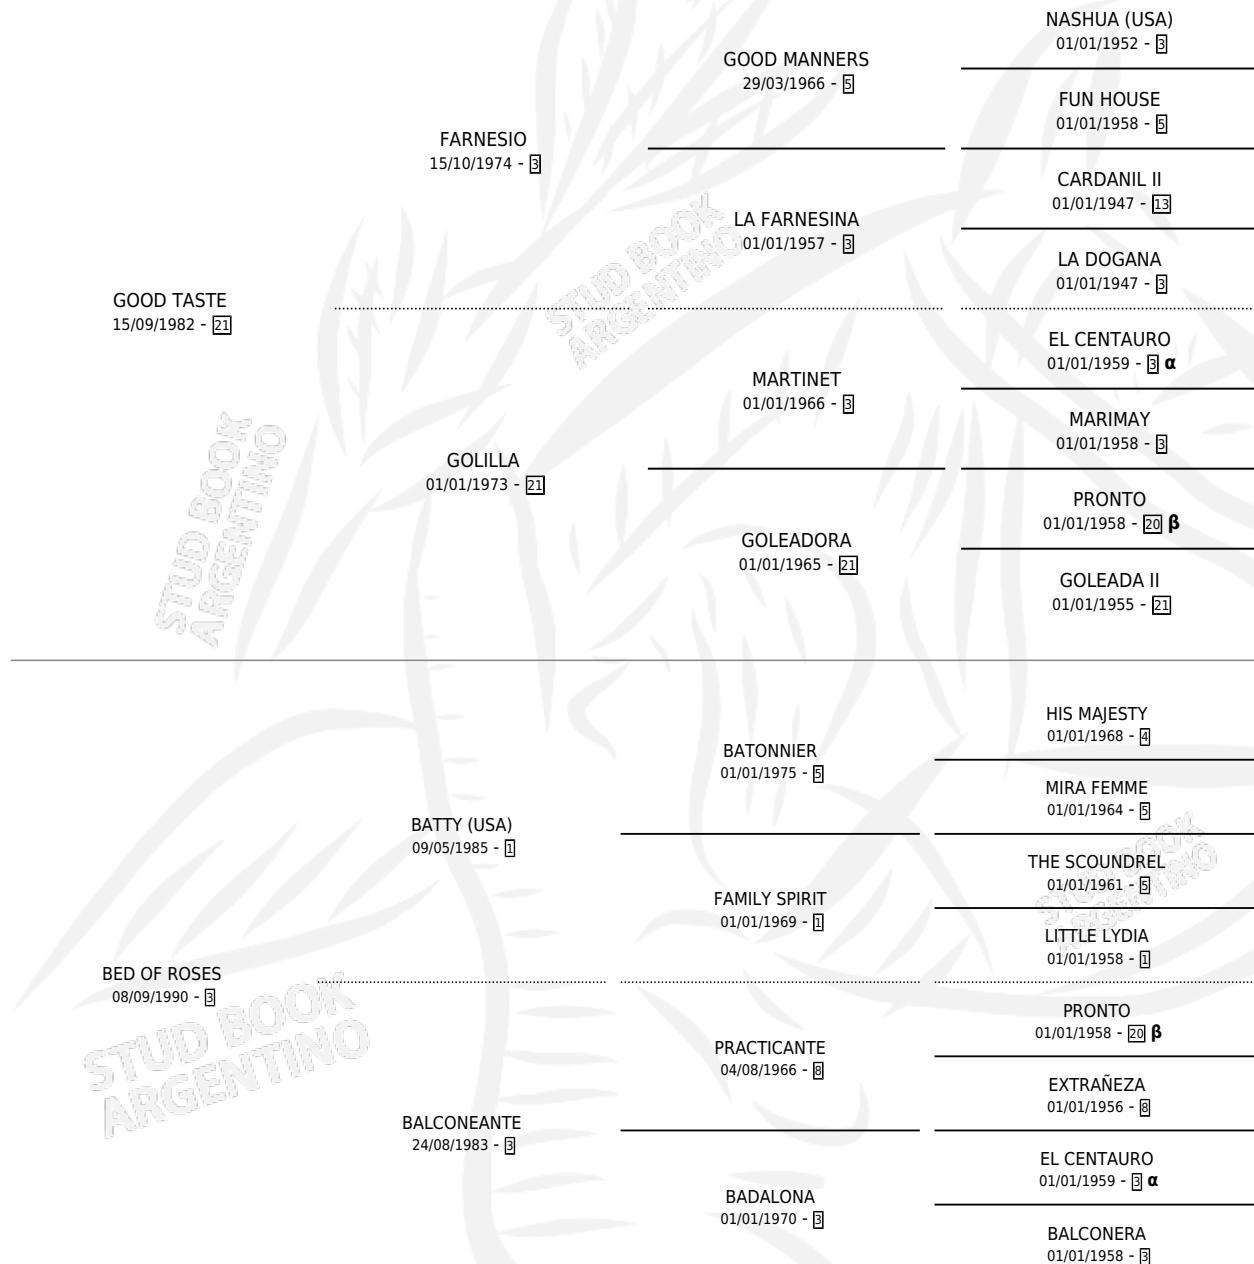 NASHUA (USA)
01/01/1952 - 3
GOOD MANNERS
29/03/1966 - 5
FUN HOUSE
01/01/1958 - 5
FARNESIO
15/10/1974 - 3
CARDANIL II
01/01/1947 - 13
LA FARNESINA
01/01/1957 - 3
LA DOGANA
01/01/1947 - 3
GOOD TASTE
15/09/1982 - 21
EL CENTAURO
01/01/1959 - 3 α
MARTINET
01/01/1966 - 3
MARIMAY
01/01/1958 - 3
GOLILLA
01/01/1973 - 21
PRONTO
01/01/1958 - 20 β
GOLEADORA
01/01/1965 - 21
GOLEADA II
01/01/1955 - 21
HIS MAJESTY
01/01/1968 - 4
BATONNIER
01/01/1975 - 5
MIRA FEMME
01/01/1964 - 5
BATTY (USA)
09/05/1985 - 1
THE SCOUNDREL
01/01/1961 - 5
FAMILY SPIRIT
01/01/1969 - 1
LITTLE LYDIA
01/01/1958 - 1
BED OF ROSES
08/09/1990 - 3
PRONTO
01/01/1958 - 20 β
PRACTICANTE
04/08/1966 - 8
EXTRAÑEZA
01/01/1956 - 8
BALCONEANTE
24/08/1983 - 3
EL CENTAURO
01/01/1959 - 3 α
BADALONA
01/01/1970 - 3
BALCONERA
01/01/1958 - 3
STUD BOOK
ARGENTINO
STUD BOOK
ARGENTINO
STUD BOOK
ARGENTINO
STUD BOOK
ARGENTINO